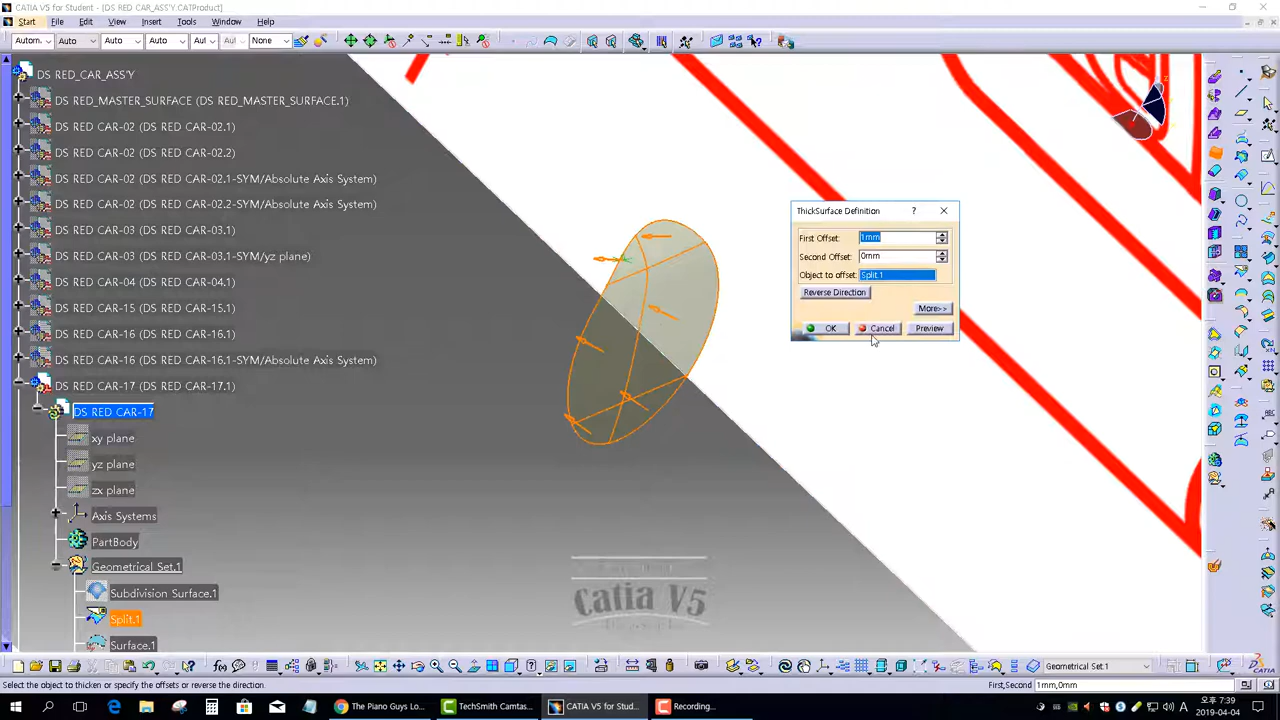 CATIA V5 for Student - [DS RED CAR_ASS'Y.CATProduct]
Start File Edit View Insert Tools Window Help
Autom. Auto Auto Auto Aut Aut None
DS RED_CAR_ASS'Y
DS RED_MASTER_SURFACE (DS RED_MASTER_SURFACE.1)
DS RED CAR-02 (DS RED CAR-02.1)
DS RED CAR-02 (DS RED CAR-02.2)
DS RED CAR-02 (DS RED CAR-02.1-SYM/Absolute Axis System)
DS RED CAR-02 (DS RED CAR-02.2-SYM/Absolute Axis System)
DS RED CAR-03 (DS RED CAR-03.1)
DS RED CAR-03 (DS RED CAR-03.1-SYM/yz plane)
DS RED CAR-04 (DS RED CAR-04.1)
DS RED CAR-15 (DS RED CAR-15.1)
DS RED CAR-16 (DS RED CAR-16.1)
DS RED CAR-16 (DS RED CAR-16.1-SYM/Absolute Axis System)
DS RED CAR-17 (DS RED CAR-17.1)
DS RED CAR-17
xy plane
yz plane
zx plane
Axis Systems
PartBody
Geometrical Set.1
Subdivision Surface.1
Split.1
Surface.1
ThickSurface Definition ?
First Offset: 1mm
Second Offset: 0mm
Object to offset: Split.1
Reverse Direction
More>>
OK Cancel Preview
Catia V5
Geometrical Set.1
CATIA
Select the object to thicken or specify the offsets or reverse the direction.
First,Second 1mm,0mm
The Piano Guys Lo...
TechSmith Camtas...
CATIA V5 for Stud...
Recording...
오후 7:39
2019-04-04